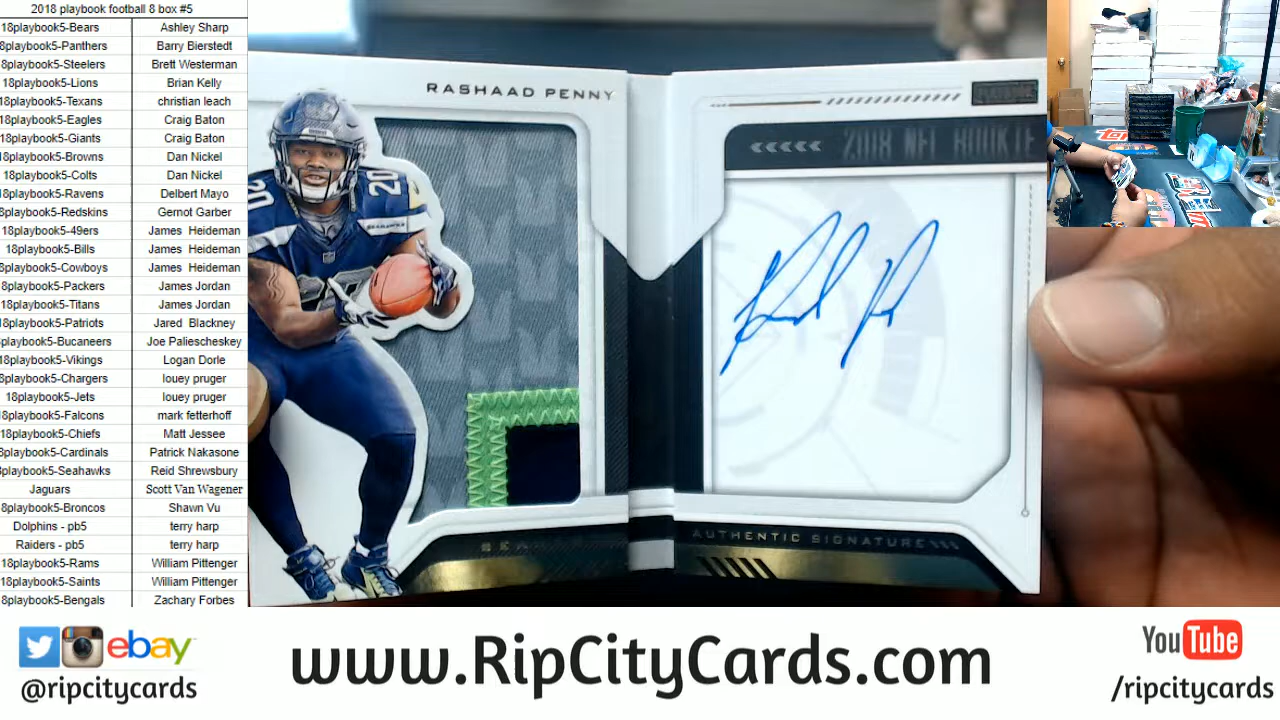 2018 playbook football 8 box #5
18playbook5-Bears Ashley Sharp
8playbook5-Panthers Barry Bierstedt
8playbook5-Steelers Brett Westerman
18playbook5-Lions Brian Kelly
8playbook5-Texans christian leach
8playbook5-Eagles Craig Baton
8playbook5-Giants Craig Baton
8playbook5-Browns Dan Nickel
18playbook5-Colts Dan Nickel
8playbook5-Ravens Delbert Mayo
8playbook5-Redskins Gernot Garber
18playbook5-49ers James Heideman
18playbook5-Bills James Heideman
8playbook5-Cowboys James Heideman
8playbook5-Packers James Jordan
18playbook5-Titans James Jordan
8playbook5-Patriots Jared Blackney
playbook5-Bucaneers Joe Paliescheskey
18playbook5-Vikings Logan Dorle
8playbook5-Chargers louey pruger
18playbook5-Jets louey pruger
8playbook5-Falcons mark fetterhoff
18playbook5-Chiefs Matt Jessee
8playbook5-Cardinals Patrick Nakasone
8playbook5-Seahawks Reid Shrewsbury
Jaguars Scott Van Wagener
8playbook5-Broncos Shawn Vu
Dolphins - pb5 terry harp
Raiders - pb5 terry harp
18playbook5-Rams William Pittenger
18playbook5-Saints William Pittenger
8playbook5-Bengals Zachary Forbes
RASHAAD PENNY
20
SEAHAWKS
2018 NFL ROOKIE
AUTHENTIC SIGNATURE
ebay
@ripcitycards
www.RipCityCards.com
YouTube
/ripcitycards